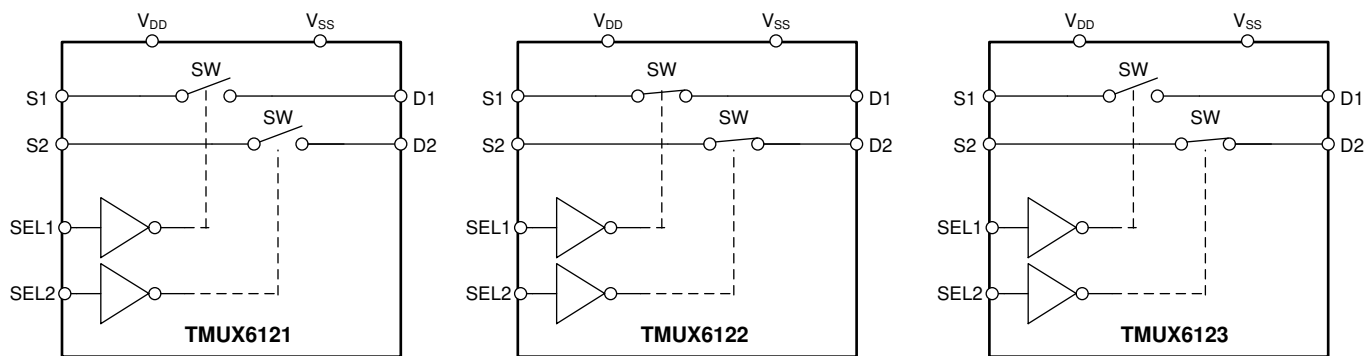 VDD VSS
SW
S1 D1
SW
S2 D2
SEL1
SEL2
TMUX6121
VDD VSS
SW
S1 D1
SW
S2 D2
SEL1
SEL2
TMUX6122
VDD VSS
SW
S1 D1
SW
S2 D2
SEL1
SEL2
TMUX6123